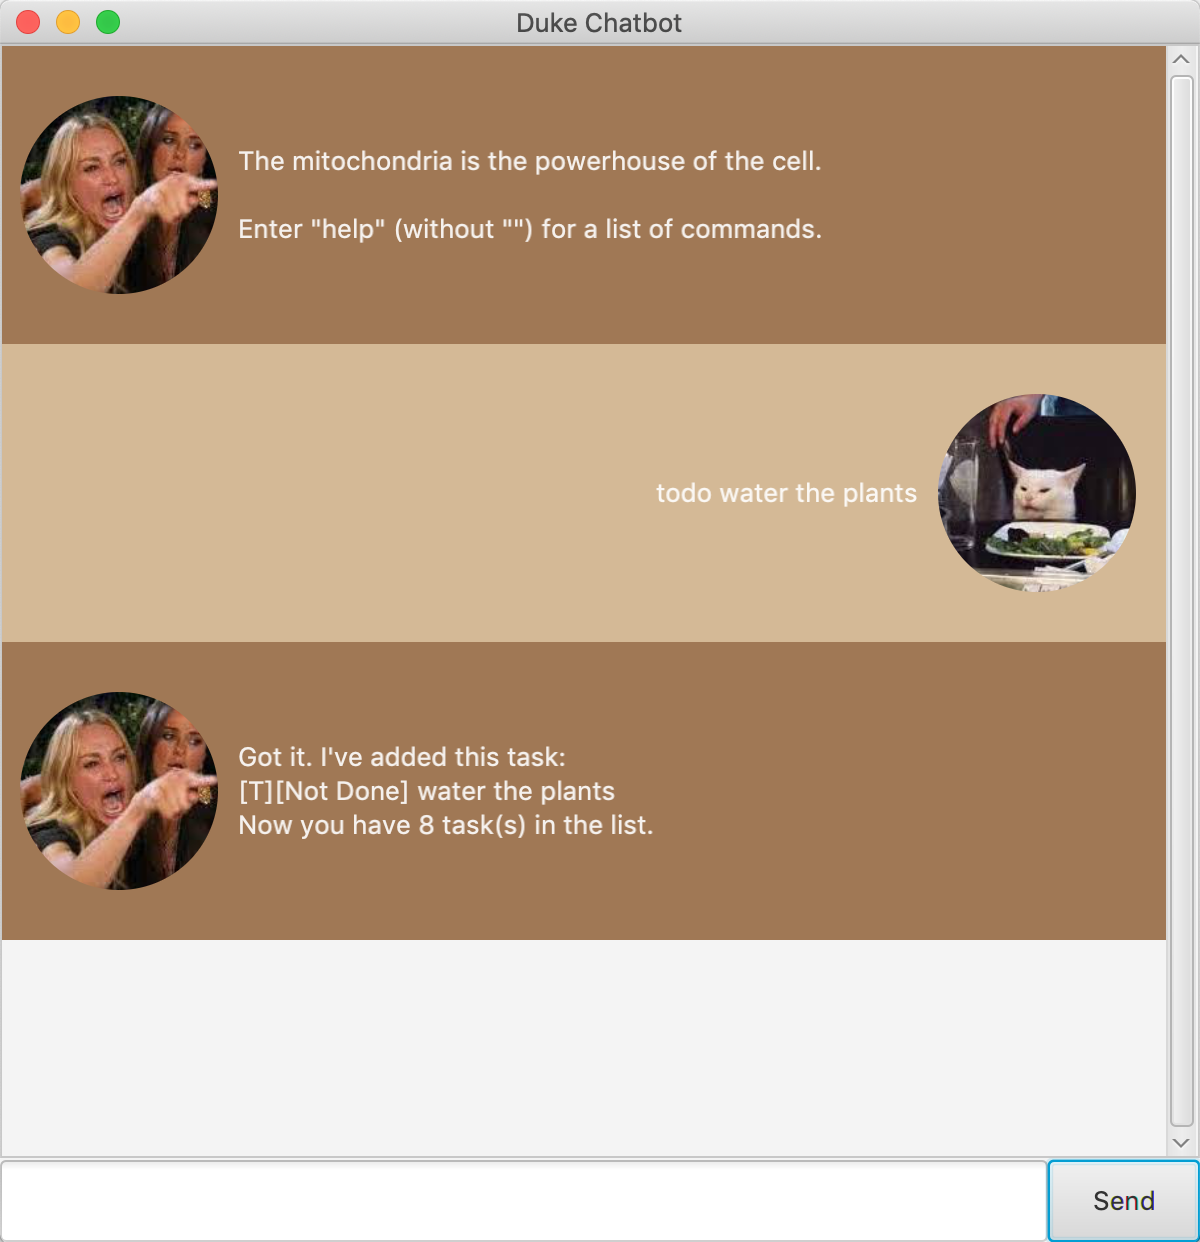 Duke Chatbot
The mitochondria is the powerhouse of the cell.
Enter "help" (without "") for a list of commands.
todo water the plants
Got it. I've added this task:
[T][Not Done] water the plants
Now you have 8 task(s) in the list.
Send